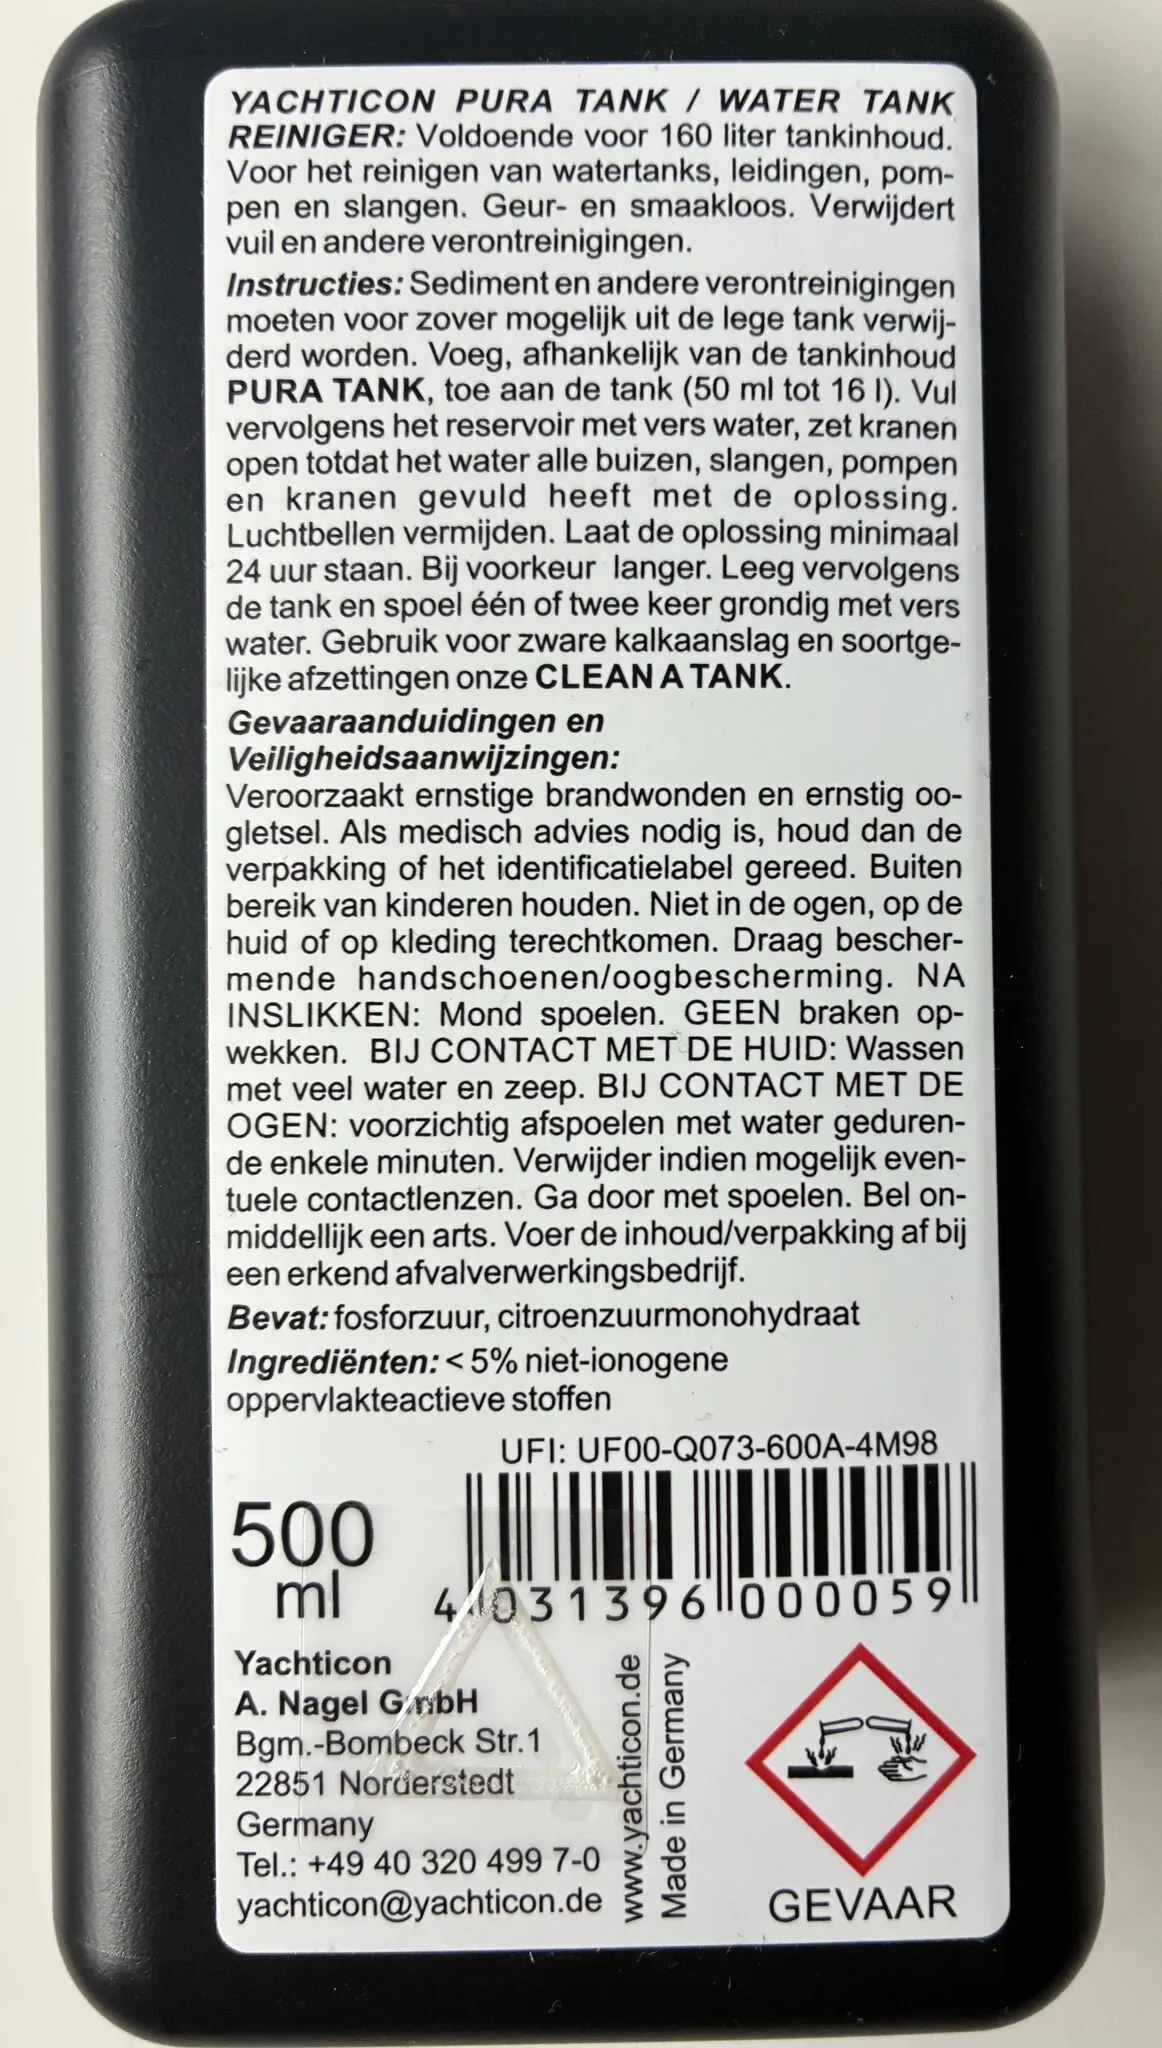 YACHTICON PURA TANK / WATER TANK
REINIGER: Voldoende voor 160 liter tankinhoud.
Voor het reinigen van watertanks, leidingen, pom-
pen en slangen. Geur- en smaakloos. Verwijdert
vuil en andere verontreinigingen.
Instructies: Sediment en andere verontreinigingen
moeten voor zover mogelijk uit de lege tank verwij-
derd worden. Voeg, afhankelijk van de tankinhoud
PURA TANK, toe aan de tank (50 ml tot 16 l). Vul
vervolgens het reservoir met vers water, zet kranen
open totdat het water alle buizen, slangen, pompen
en kranen gevuld heeft met de oplossing.
Luchtbellen vermijden. Laat de oplossing minimaal
24 uur staan. Bij voorkeur langer. Leeg vervolgens
de tank en spoel één of twee keer grondig met vers
water. Gebruik voor zware kalkaanslag en soortge-
lijke afzettingen onze CLEAN A TANK.
Gevaaraanduidingen en
Veiligheidsaanwijzingen:
Veroorzaakt ernstige brandwonden en ernstig oo-
gletsel. Als medisch advies nodig is, houd dan de
verpakking of het identificatielabel gereed. Buiten
bereik van kinderen houden. Niet in de ogen, op de
huid of op kleding terechtkomen. Draag bescher-
mende handschoenen/oogbescherming. NA
INSLIKKEN: Mond spoelen. GEEN braken op-
wekken. BIJ CONTACT MET DE HUID: Wassen
met veel water en zeep. BIJ CONTACT MET DE
OGEN: voorzichtig afspoelen met water geduren-
de enkele minuten. Verwijder indien mogelijk even-
tuele contactlenzen. Ga door met spoelen. Bel on-
middellijk een arts. Voer de inhoud/verpakking af bij
een erkend afvalverwerkingsbedrijf.
Bevat: fosforzuur, citroenzuurmonohydraat
Ingrediënten: < 5% niet-ionogene
oppervlakteactieve stoffen
UFI: UF00-Q073-600A-4M98
500
ml
4 031396 000059
Yachticon
A. Nagel GmbH
Bgm.-Bombeck Str.1
22851 Norderstedt
Germany
Tel.: +49 40 320 499 7-0
yachticon@yachticon.de
www.yachticon.de
Made in Germany
GEVAAR